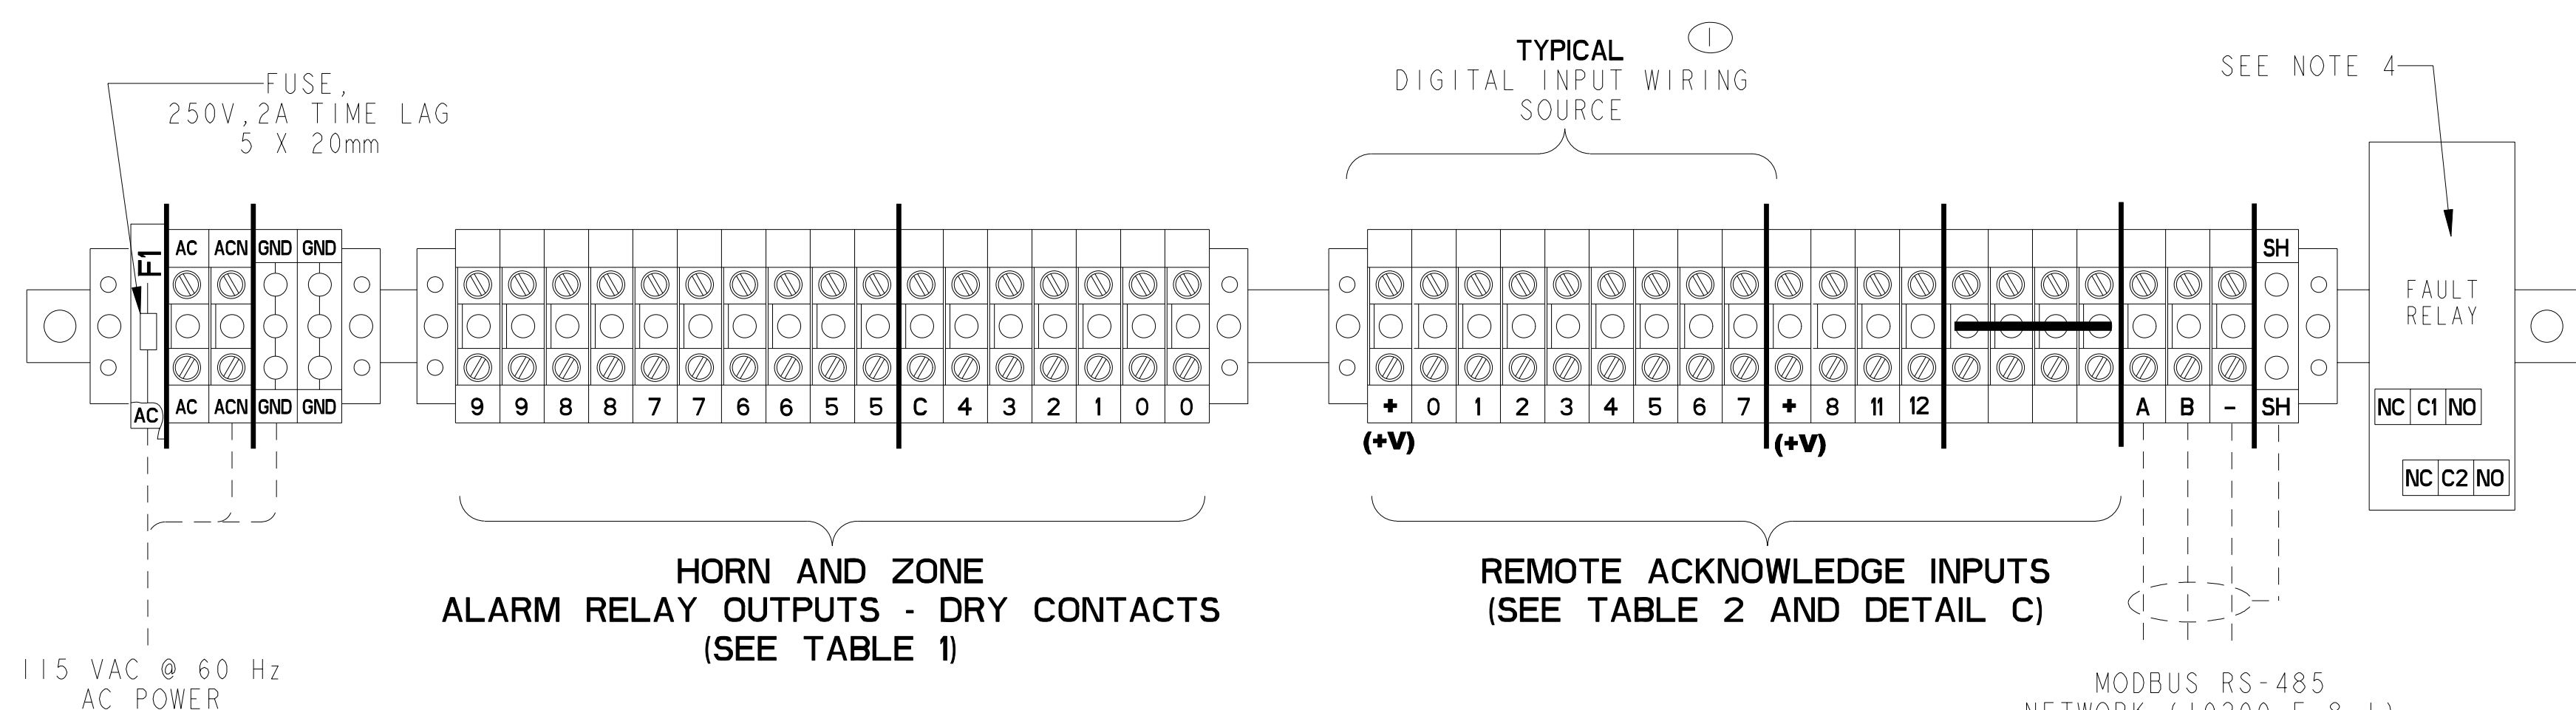 FUSE,
250V,2A TIME LAG
5 X 20mm
TYPICAL
1
DIGITAL INPUT WIRING
SOURCE
SEE NOTE 4
F1 AC ACN GND GND
AC AC ACN GND GND
9 9 8 8 7 7 6 6 5 5 C 4 3 2 1 0 0
SH
+ 0 1 2 3 4 5 6 7 + 8 11 12 A B - SH
(+V) (+V)
FAULT
RELAY
NC C1 NO
NC C2 NO
HORN AND ZONE
ALARM RELAY OUTPUTS - DRY CONTACTS
(SEE TABLE 1)
REMOTE ACKNOWLEDGE INPUTS
(SEE TABLE 2 AND DETAIL C)
115 VAC @ 60 Hz
AC POWER
MODBUS RS-485
NETWORK